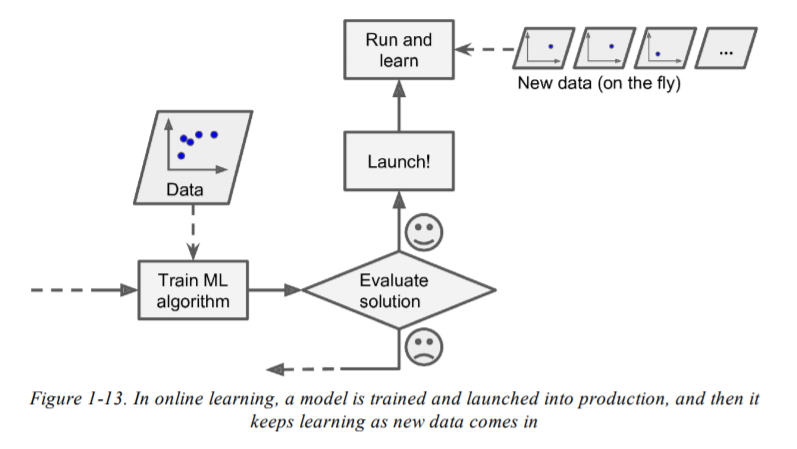 Run and
learn
...
New data (on the fly)
Launch!
Data
Train ML
algorithm
Evaluate
solution
Figure 1-13. In online learning, a model is trained and launched into production, and then it
keeps learning as new data comes in